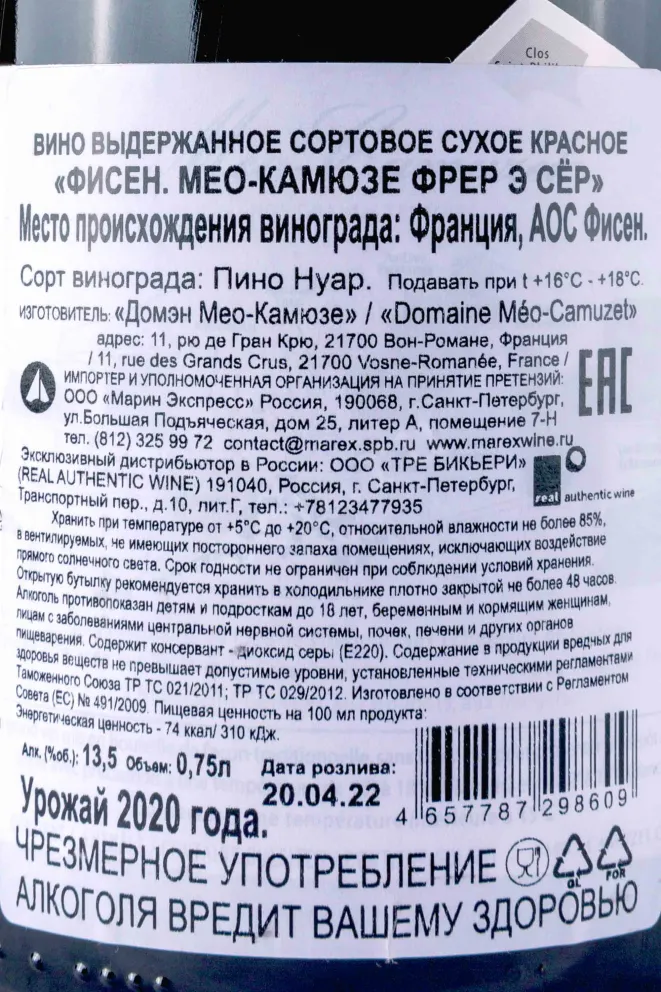 Clos
ВИНО ВЫДЕРЖАННОЕ СОРТОВОЕ СУХОЕ КРАСНОЕ
«ФИСЕН. МЕО-КАМЮЗЕ ФРЕР Э СЁР»
Место происхождения винограда: Франция, АОС Фисен.
Сорт винограда: Пино Нуар. Подавать при t +16°C - +18°C.
ИЗГОТОВИТЕЛЬ: «Домэн Мео-Камюзе» / «Domaine Méo-Camuzet»
адрес: 11, рю де Гран Крю, 21700 Вон-Романе, Франция
/ 11, rue des Grands Crus, 21700 Vosne-Romanée, France /
ИМПОРТЕР И УПОЛНОМОЧЕННАЯ ОРГАНИЗАЦИЯ НА ПРИНЯТИЕ ПРЕТЕНЗИЙ:
EAC
ООО «Марин Экспресс» Россия, 190068, г.Санкт-Петербург,
ул.Большая Подъяческая, дом 25, литер А, помещение 7-Н
тел. (812) 325 99 72 contact@marex.spb.ru www.marexwine.ru
Эксклюзивный дистрибьютор в России: ООО «ТРЕ БИКЬЕРИ»
(REAL AUTHENTIC WINE) 191040, Россия, г. Санкт-Петербург,
Транспортный пер., д.10, лит.Г, тел.: +78123477935
real authentic wine
Хранить при температуре от +5°C до +20°C, относительной влажности не более 85%,
в вентилируемых, не имеющих постороннего запаха помещениях, исключающих воздействие
прямого солнечного света. Срок годности не ограничен при соблюдении условий хранения.
Открытую бутылку рекомендуется хранить в холодильнике плотно закрытой не более 48 часов.
Алкоголь противопоказан детям и подросткам до 18 лет, беременным и кормящим женщинам,
лицам с заболеваниями центральной нервной системы, почек, печени и других органов
пищеварения. Содержит консервант - диоксид серы (Е220). Содержание в продукции вредных для
здоровья веществ не превышает допустимые уровни, установленные техническими регламентами
Таможенного Союза ТР ТС 021/2011; ТР ТС 029/2012. Изготовлено в соответствии с Регламентом
Совета (ЕС) № 491/2009. Пищевая ценность на 100 мл продукта:
Энергетическая ценность - 74 ккал/ 310 кДж.
Алк.(%об.): 13,5 Объем: 0,75л
Дата розлива:
20.04.22
4 657787 298609
Урожай 2020 года.
ЧРЕЗМЕРНОЕ УПОТРЕБЛЕНИЕ
GL
FOR
АЛКОГОЛЯ ВРЕДИТ ВАШЕМУ ЗДОРОВЬЮ